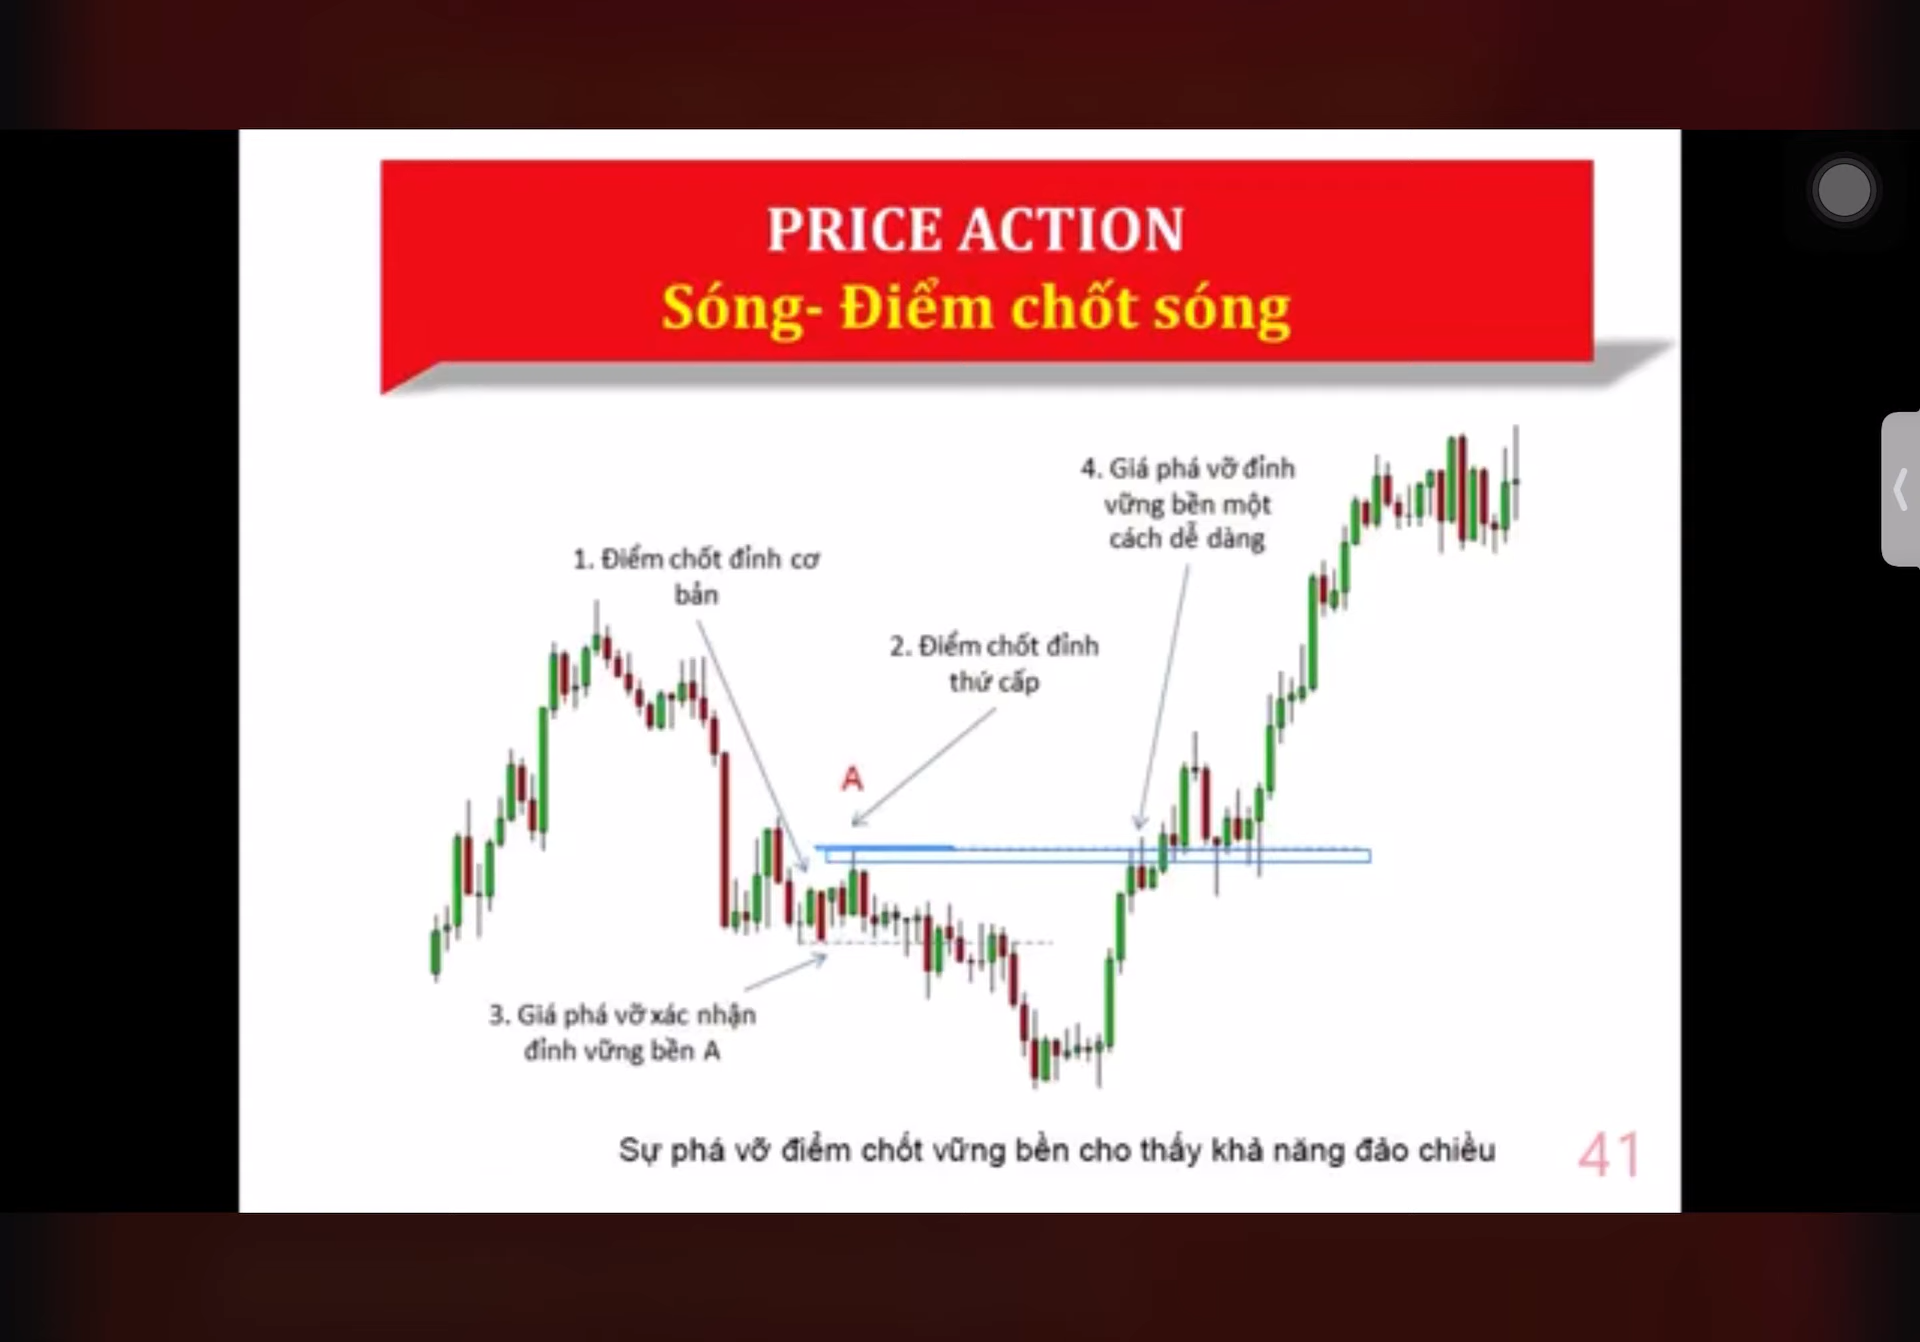 PRICE ACTION
Sóng- Điểm chốt sóng
4. Giá phá vỡ đỉnh
vững bền một
cách dễ dàng
1. Điểm chốt đỉnh cơ
bản
2. Điểm chốt đỉnh
thứ cấp
A
3. Giá phá vỡ xác nhận
đỉnh vững bền A
Sự phá vỡ điểm chốt vững bền cho thấy khả năng đảo chiều
41